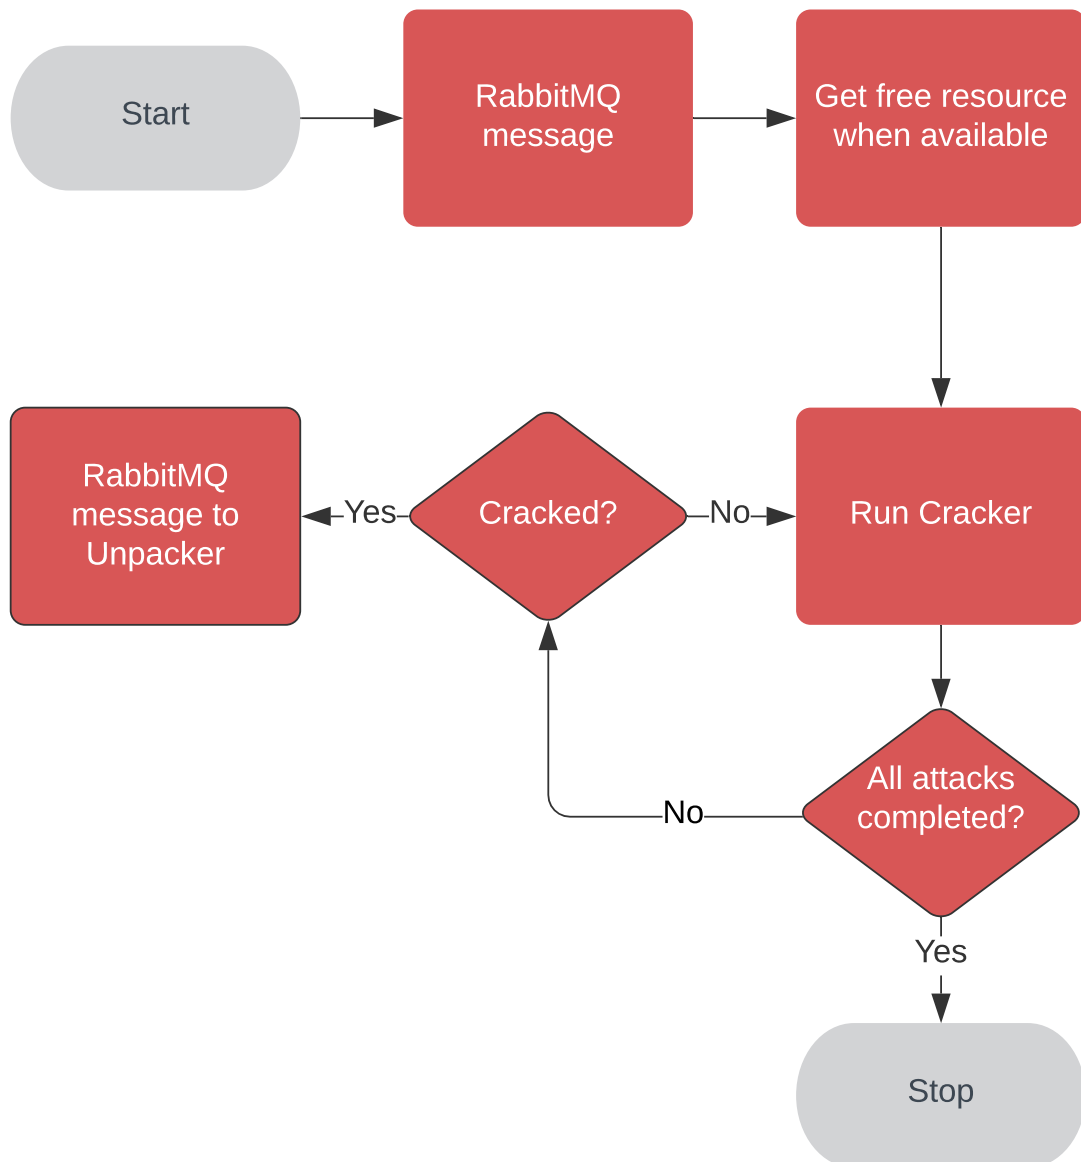 Start
RabbitMQ
message
Get free resource
when available
RabbitMQ
message to
Unpacker
Yes
Cracked?
No
Run Cracker
All attacks
completed?
No
Yes
Stop